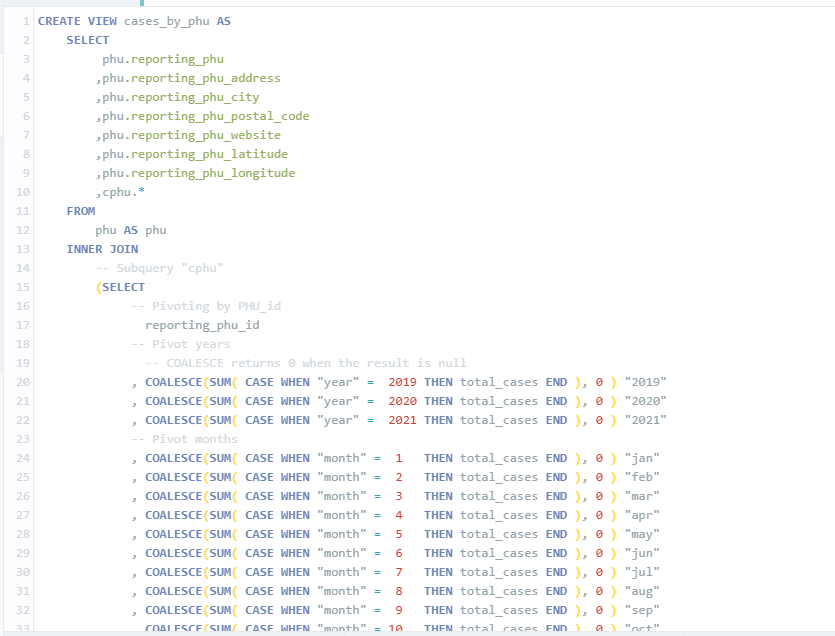 1 CREATE VIEW cases_by_phu AS
2 SELECT
3 phu.reporting_phu
4 ,phu.reporting_phu_address
5 ,phu.reporting_phu_city
6 ,phu.reporting_phu_postal_code
7 ,phu.reporting_phu_website
8 ,phu.reporting_phu_latitude
9 ,phu.reporting_phu_longitude
10 ,cphu.*
11 FROM
12 phu AS phu
13 INNER JOIN
14 -- Subquery "cphu"
15 (SELECT
16 -- Pivoting by PHU_id
17 reporting_phu_id
18 -- Pivot years
19 -- COALESCE returns 0 when the result is null
20 , COALESCE(SUM( CASE WHEN "year" = 2019 THEN total_cases END ), 0 ) "2019"
21 , COALESCE(SUM( CASE WHEN "year" = 2020 THEN total_cases END ), 0 ) "2020"
22 , COALESCE(SUM( CASE WHEN "year" = 2021 THEN total_cases END ), 0 ) "2021"
23 -- Pivot months
24 , COALESCE(SUM( CASE WHEN "month" = 1 THEN total_cases END ), 0 ) "jan"
25 , COALESCE(SUM( CASE WHEN "month" = 2 THEN total_cases END ), 0 ) "feb"
26 , COALESCE(SUM( CASE WHEN "month" = 3 THEN total_cases END ), 0 ) "mar"
27 , COALESCE(SUM( CASE WHEN "month" = 4 THEN total_cases END ), 0 ) "apr"
28 , COALESCE(SUM( CASE WHEN "month" = 5 THEN total_cases END ), 0 ) "may"
29 , COALESCE(SUM( CASE WHEN "month" = 6 THEN total_cases END ), 0 ) "jun"
30 , COALESCE(SUM( CASE WHEN "month" = 7 THEN total_cases END ), 0 ) "jul"
31 , COALESCE(SUM( CASE WHEN "month" = 8 THEN total_cases END ), 0 ) "aug"
32 , COALESCE(SUM( CASE WHEN "month" = 9 THEN total_cases END ), 0 ) "sep"
33 , COALESCE(SUM( CASE WHEN "month" = 10 THEN total_cases END ), 0 ) "oct"